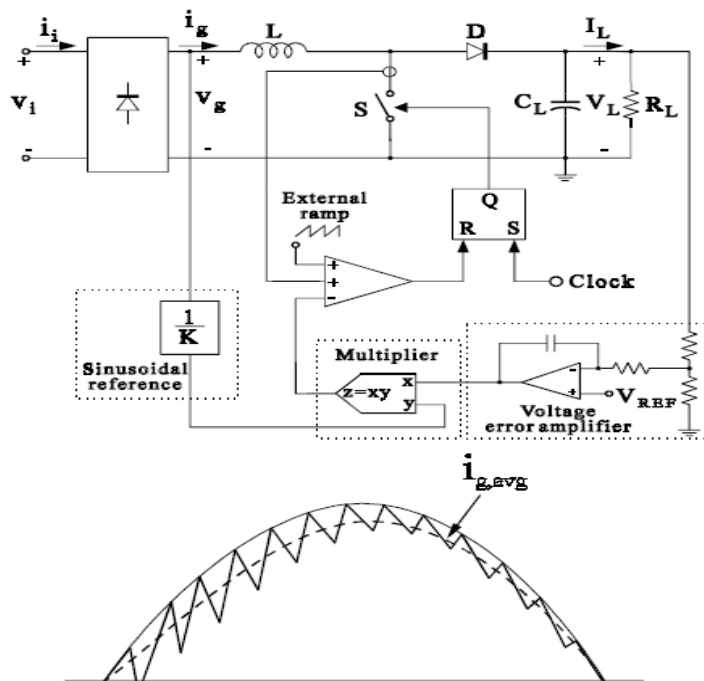 i_i
i_g
L
D
I_L
+
+
+
v_i
v_g
S
C_L
V_L
R_L
-
-
-
External
ramp
Q
R S
+
+
-
Clock
1
K
Sinusoidal
reference
Multiplier
z=xy
x
y
-
+
V_REF
Voltage
error amplifier
i_g,avg